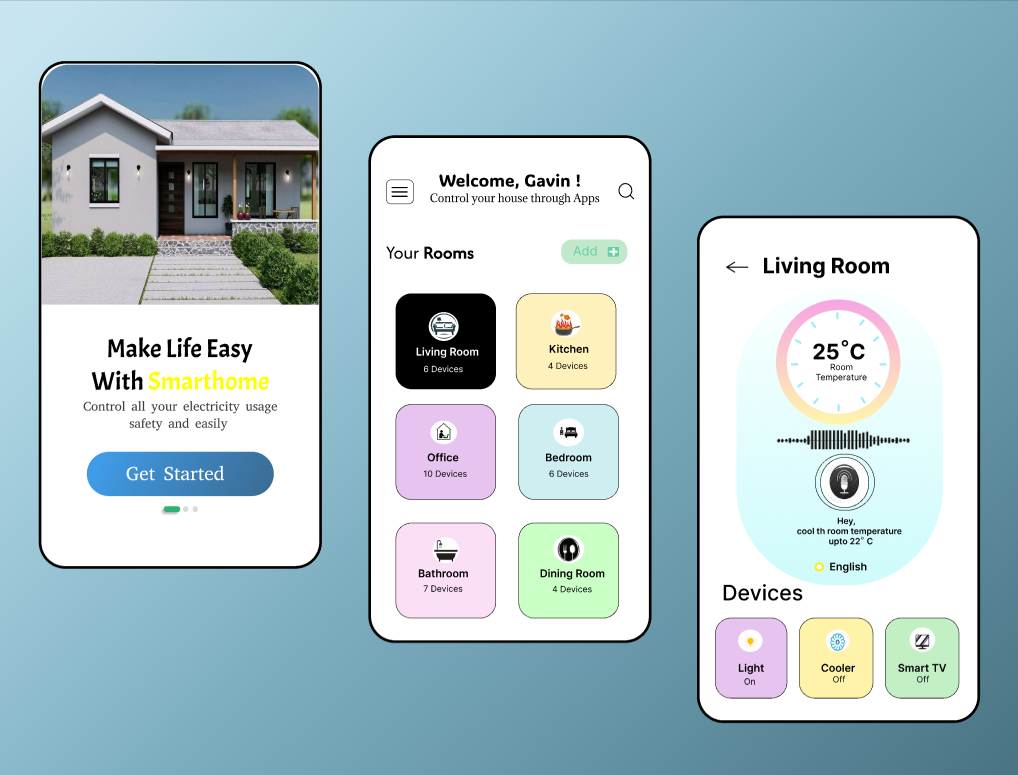 Make Life Easy
With Smarthome
Control all your electricity usage
safety and easily
Get Started
Welcome, Gavin !
Control your house through Apps
Your Rooms
Add
Living Room
6 Devices
Kitchen
4 Devices
Office
10 Devices
Bedroom
6 Devices
Bathroom
7 Devices
Dining Room
4 Devices
Living Room
25°C
Room
Temperature
Hey,
cool th room temperature
upto 22° C
English
Devices
Light
On
Cooler
Off
Smart TV
Off